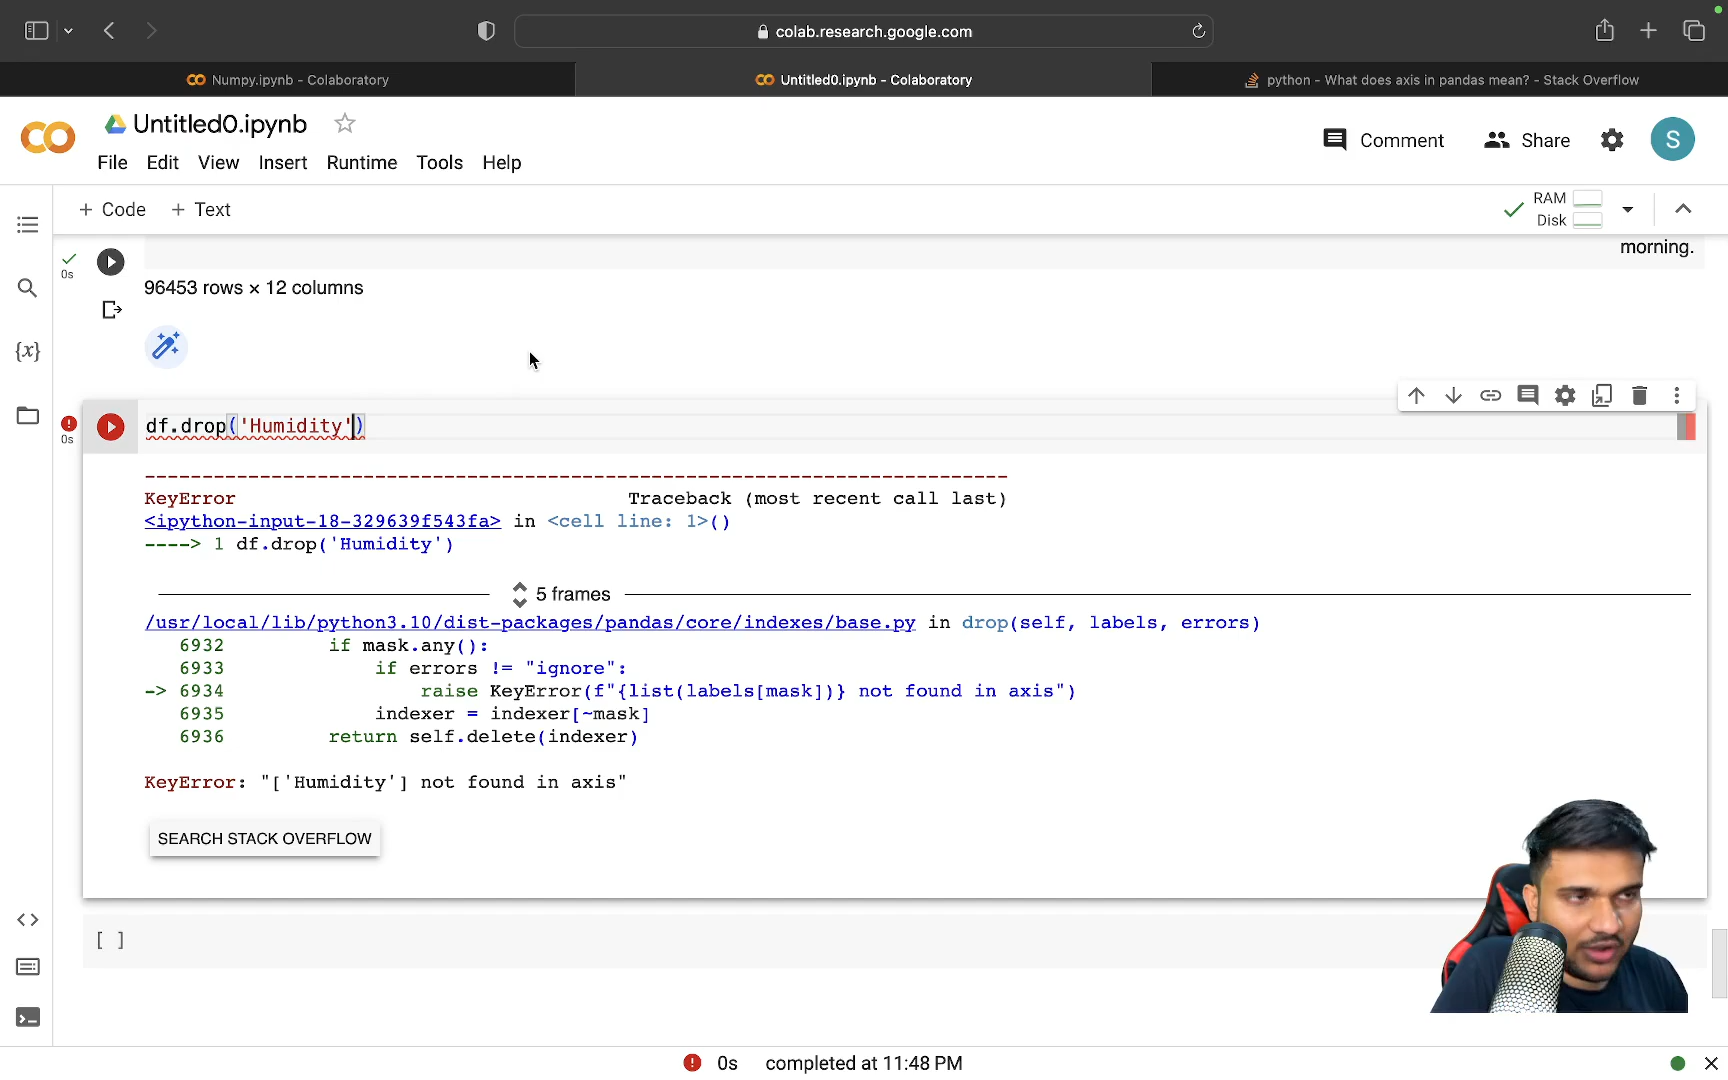 colab.research.google.com
Numpy.ipynb - Colaboratory
Untitled0.ipynb - Colaboratory
python - What does axis in pandas mean? - Stack Overflow
Untitled0.ipynb
Comment
Share
S
File Edit View Insert Runtime Tools Help
+ Code + Text
RAM
Disk
morning.
0s
96453 rows × 12 columns
{x}
0s
df.drop('Humidity')
---------------------------------------------------------------------------
KeyError Traceback (most recent call last)
<ipython-input-18-329639f543fa> in <cell line: 1>()
----> 1 df.drop('Humidity')
5 frames
/usr/local/lib/python3.10/dist-packages/pandas/core/indexes/base.py in drop(self, labels, errors)
6932 if mask.any():
6933 if errors != "ignore":
-> 6934 raise KeyError(f"{list(labels[mask])} not found in axis")
6935 indexer = indexer[~mask]
6936 return self.delete(indexer)
KeyError: "['Humidity'] not found in axis"
SEARCH STACK OVERFLOW
[ ]
0s completed at 11:48 PM